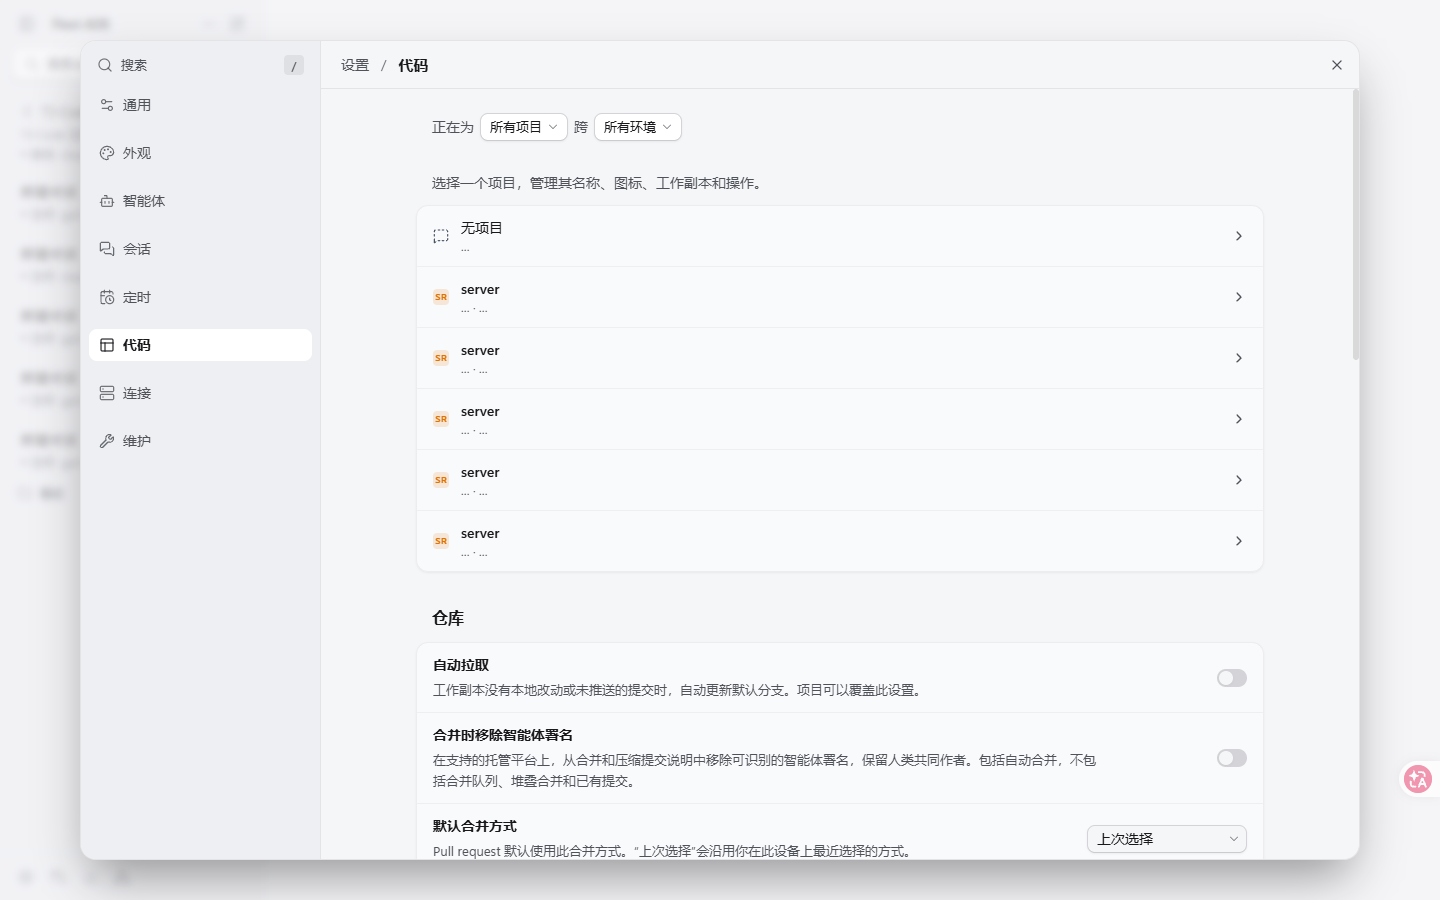 搜索
/
通用
外观
智能体
会话
定时
代码
连接
维护
设置 / 代码
正在为 所有项目 跨 所有环境
选择一个项目，管理其名称、图标、工作副本和操作。
无项目
...
SR server
... · ...
SR server
... · ...
SR server
... · ...
SR server
... · ...
SR server
... · ...
仓库
自动拉取
工作副本没有本地改动或未推送的提交时，自动更新默认分支。项目可以覆盖此设置。
合并时移除智能体署名
在支持的托管平台上，从合并和压缩提交说明中移除可识别的智能体署名，保留人类共同作者。包括自动合并，不包
括合并队列、堆叠合并和已有提交。
默认合并方式
Pull request 默认使用此合并方式。“上次选择”会沿用你在此设备上最近选择的方式。
上次选择